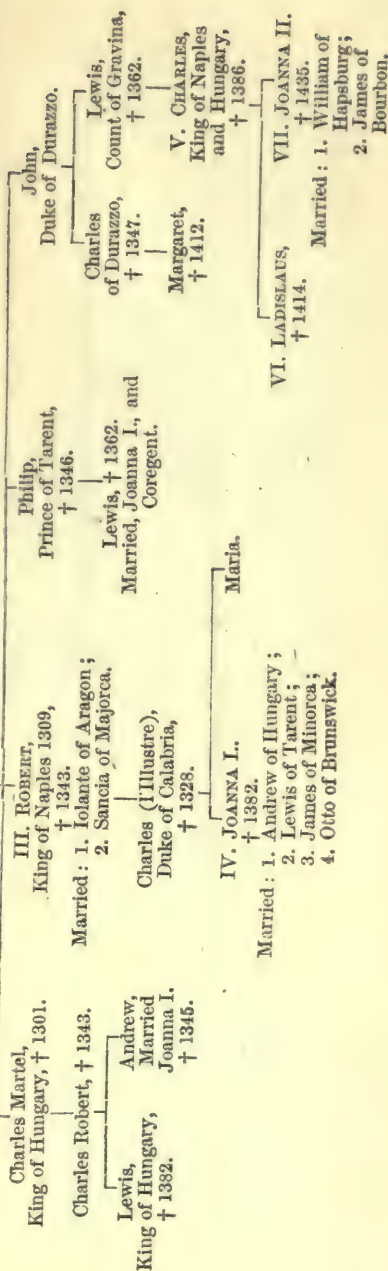 Charles Martel,
King of Hungary, † 1301.
Charles Robert, † 1343.
Lewis,
King of Hungary,
† 1382.
Andrew,
Married
Joanna I.
† 1345.
III. ROBERT,
King of Naples 1309,
† 1343.
Married: 1. Iolante of Aragon;
2. Sancia of Majorca.
Charles (l'Illustre),
Duke of Calabria,
† 1328.
IV. JOANNA I..
† 1382.
Married: 1. Andrew of Hungary;
2. Lewis of Tarent;
3. James of Minorca;
4. Otto of Brunswick.
Maria.
Philip,
Prince of Tarent,
† 1346.
Lewis, † 1362.
Married, Joanna I., and
Coregent.
John,
Duke of Durazzo.
Charles
of Durazzo,
† 1347.
Margaret,
† 1412.
Lewis,
Count of Gravina,
† 1362.
V. CHARLES,
King of Naples
and Hungary,
† 1386.
VI. LADISLAUS,
† 1414.
VII. JOANNA II.
† 1435.
Married: 1. William of
Hapsburg;
2. James of
Bourbon.